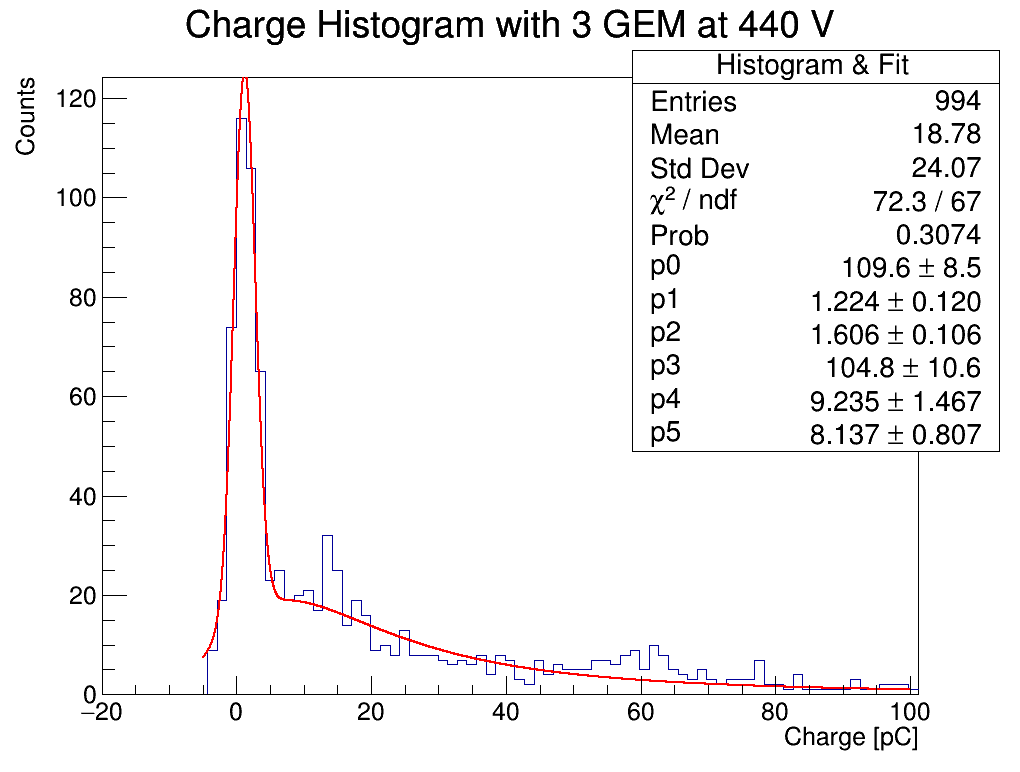 Charge Histogram with 3 GEM at 440 V
Counts
Histogram & Fit
Entries 994
Mean 18.78
Std Dev 24.07
χ² / ndf 72.3 / 67
Prob 0.3074
p0 109.6 ± 8.5
p1 1.224 ± 0.120
p2 1.606 ± 0.106
p3 104.8 ± 10.6
p4 9.235 ± 1.467
p5 8.137 ± 0.807
120
100
80
60
40
20
0
−20 0 20 40 60 80 100
Charge [pC]